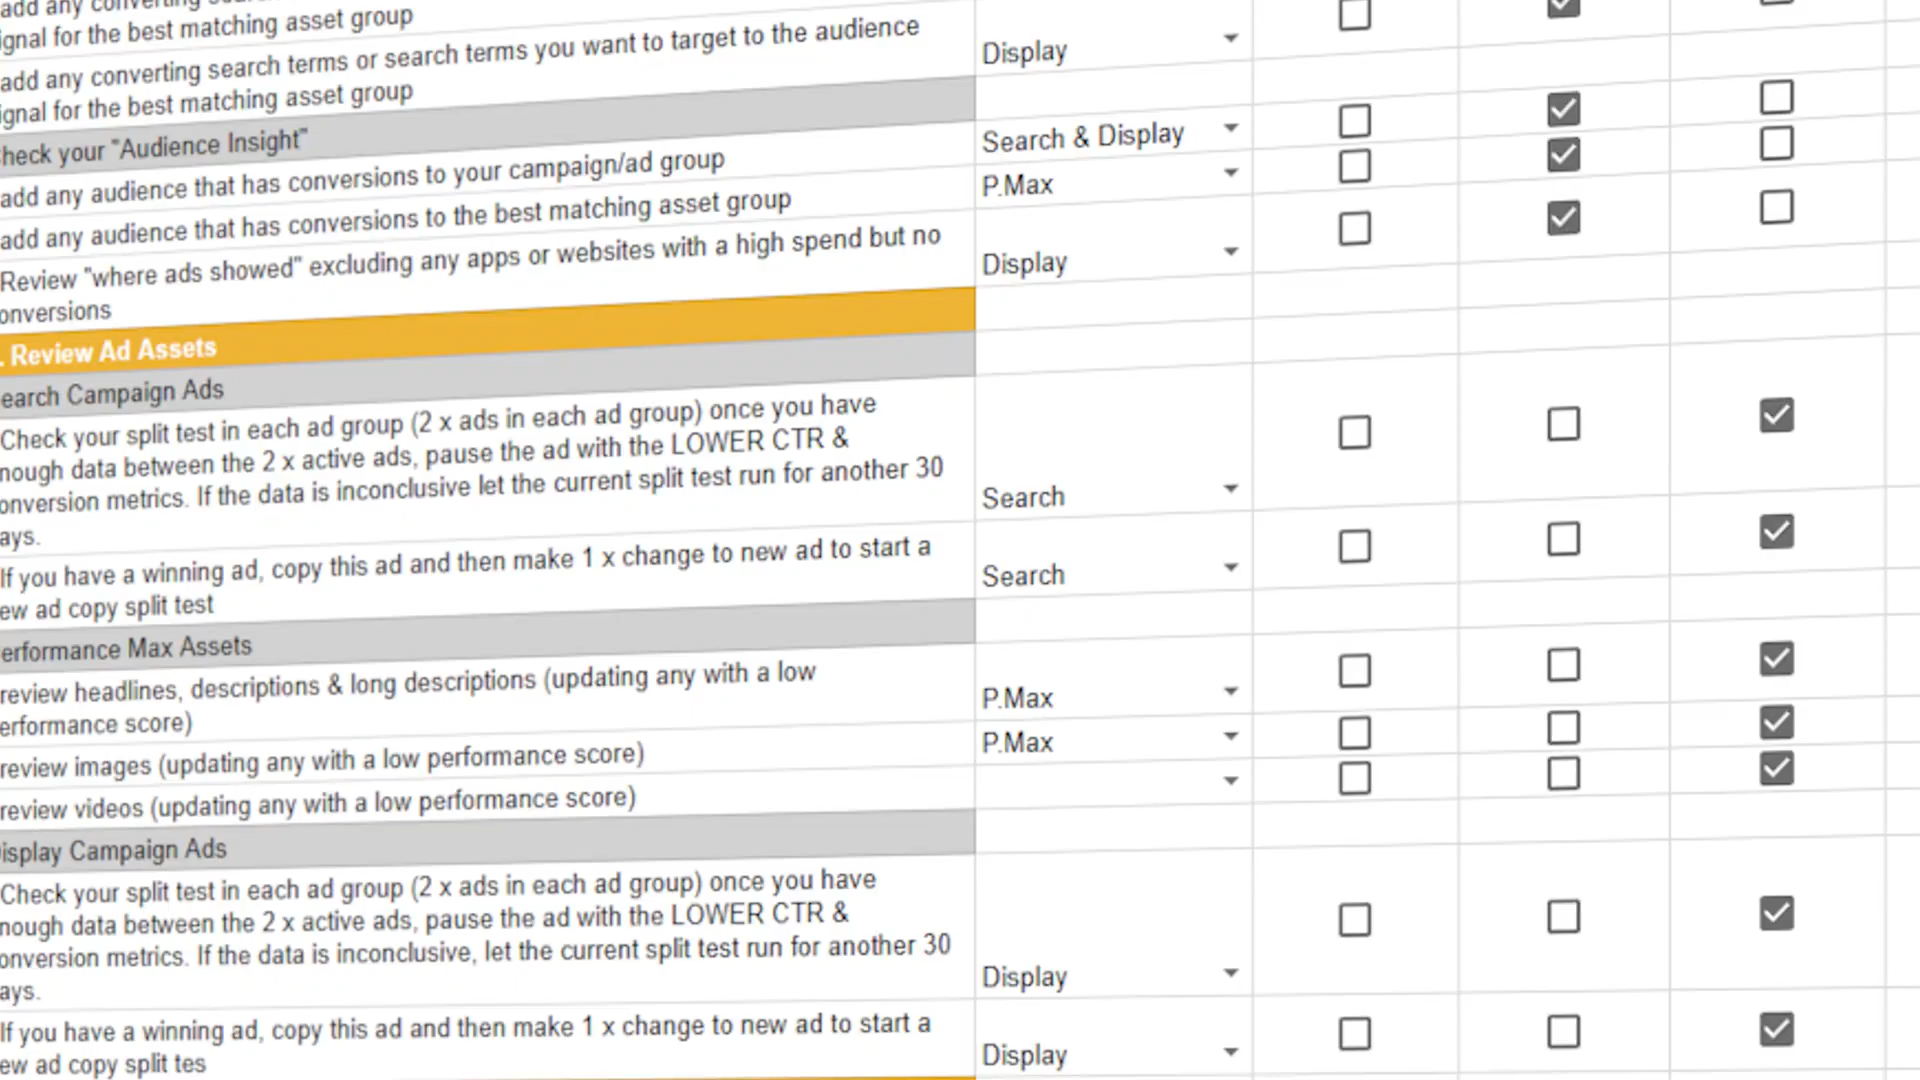 add any converting
ignal for the best matching asset group
add any converting search terms or search terms you want to target to the audience
ignal for the best matching asset group
Display
heck your "Audience Insight"
add any audience that has conversions to your campaign/ad group
Search & Display
add any audience that has conversions to the best matching asset group
P.Max
Review "where ads showed" excluding any apps or websites with a high spend but no
onversions
Display
. Review Ad Assets
earch Campaign Ads
Check your split test in each ad group (2 x ads in each ad group) once you have
nough data between the 2 x active ads, pause the ad with the LOWER CTR &
onversion metrics. If the data is inconclusive let the current split test run for another 30
ays.
Search
If you have a winning ad, copy this ad and then make 1 x change to new ad to start a
ew ad copy split test
Search
erformance Max Assets
review headlines, descriptions & long descriptions (updating any with a low
erformance score)
P.Max
review images (updating any with a low performance score)
P.Max
review videos (updating any with a low performance score)
isplay Campaign Ads
Check your split test in each ad group (2 x ads in each ad group) once you have
nough data between the 2 x active ads, pause the ad with the LOWER CTR &
onversion metrics. If the data is inconclusive, let the current split test run for another 30
ays.
Display
If you have a winning ad, copy this ad and then make 1 x change to new ad to start a
ew ad copy split tes
Display